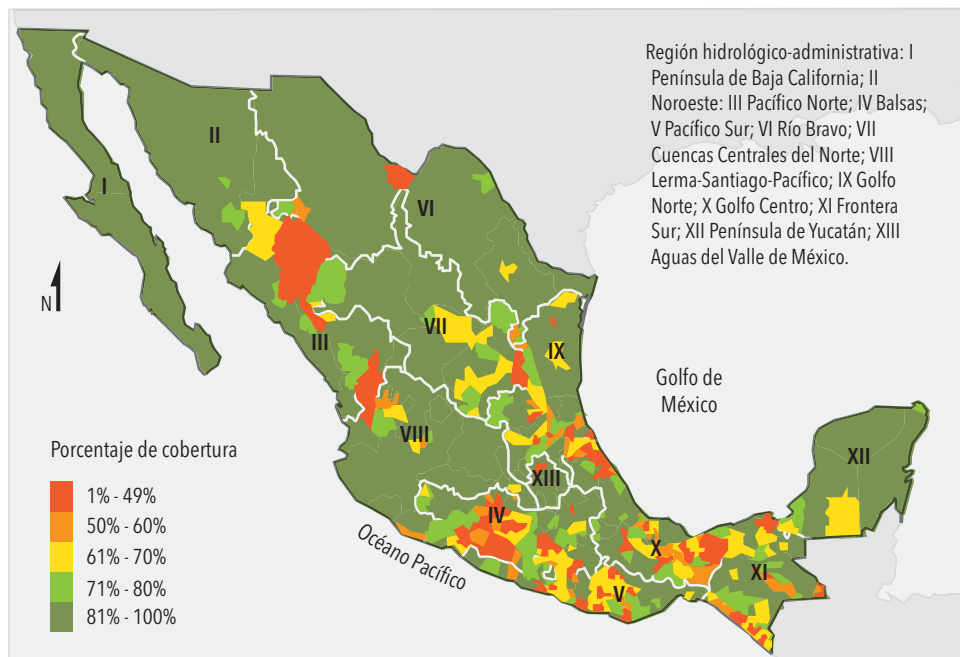 Región hidrológico-administrativa: I
Península de Baja California; II
Noroeste: III Pacífico Norte; IV Balsas;
V Pacífico Sur; VI Río Bravo; VII
Cuencas Centrales del Norte; VIII
Lerma-Santiago-Pacífico; IX Golfo
Norte; X Golfo Centro; XI Frontera
Sur; XII Península de Yucatán; XIII
Aguas del Valle de México.
II
I
VI
N
III
VII
IX
Golfo de
México
VIII
XII
XIII
Porcentaje de cobertura
1% - 49%
50% - 60%
61% - 70%
71% - 80%
81% - 100%
IV
Océano Pacífico
X
XI
V